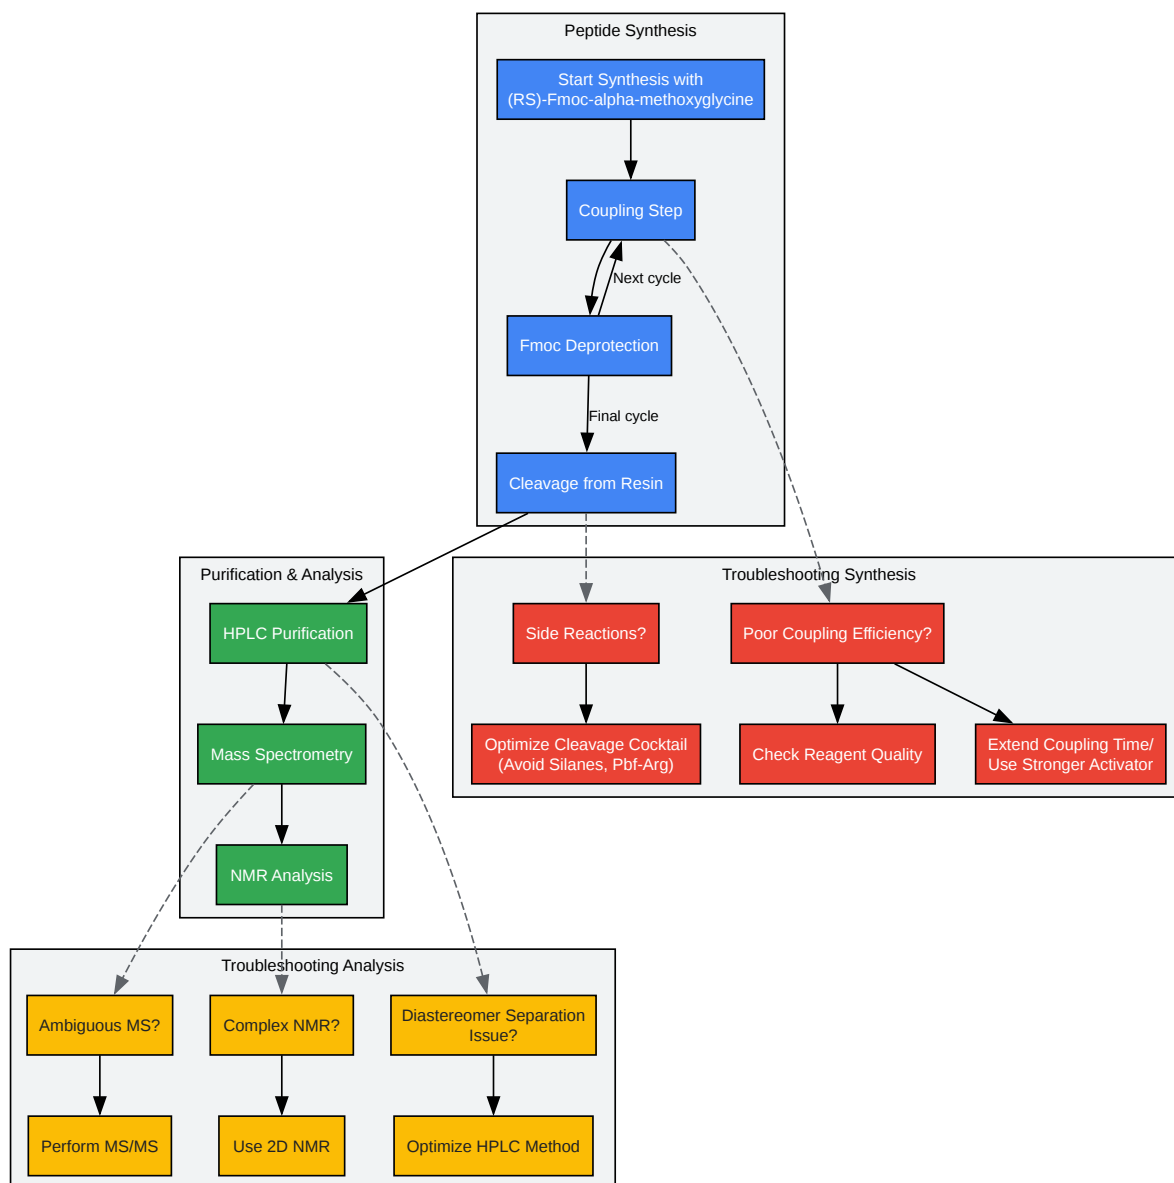 Peptide Synthesis
Start Synthesis with
(RS)-Fmoc-alpha-methoxyglycine
Coupling Step
Next cycle
Fmoc Deprotection
Final cycle
Cleavage from Resin
Purification & Analysis
Troubleshooting Synthesis
HPLC Purification
Side Reactions?
Poor Coupling Efficiency?
Mass Spectrometry
Optimize Cleavage Cocktail
(Avoid Silanes, Pbf-Arg)
Check Reagent Quality
Extend Coupling Time/
Use Stronger Activator
NMR Analysis
Troubleshooting Analysis
Ambiguous MS?
Complex NMR?
Diastereomer Separation
Issue?
Perform MS/MS
Use 2D NMR
Optimize HPLC Method